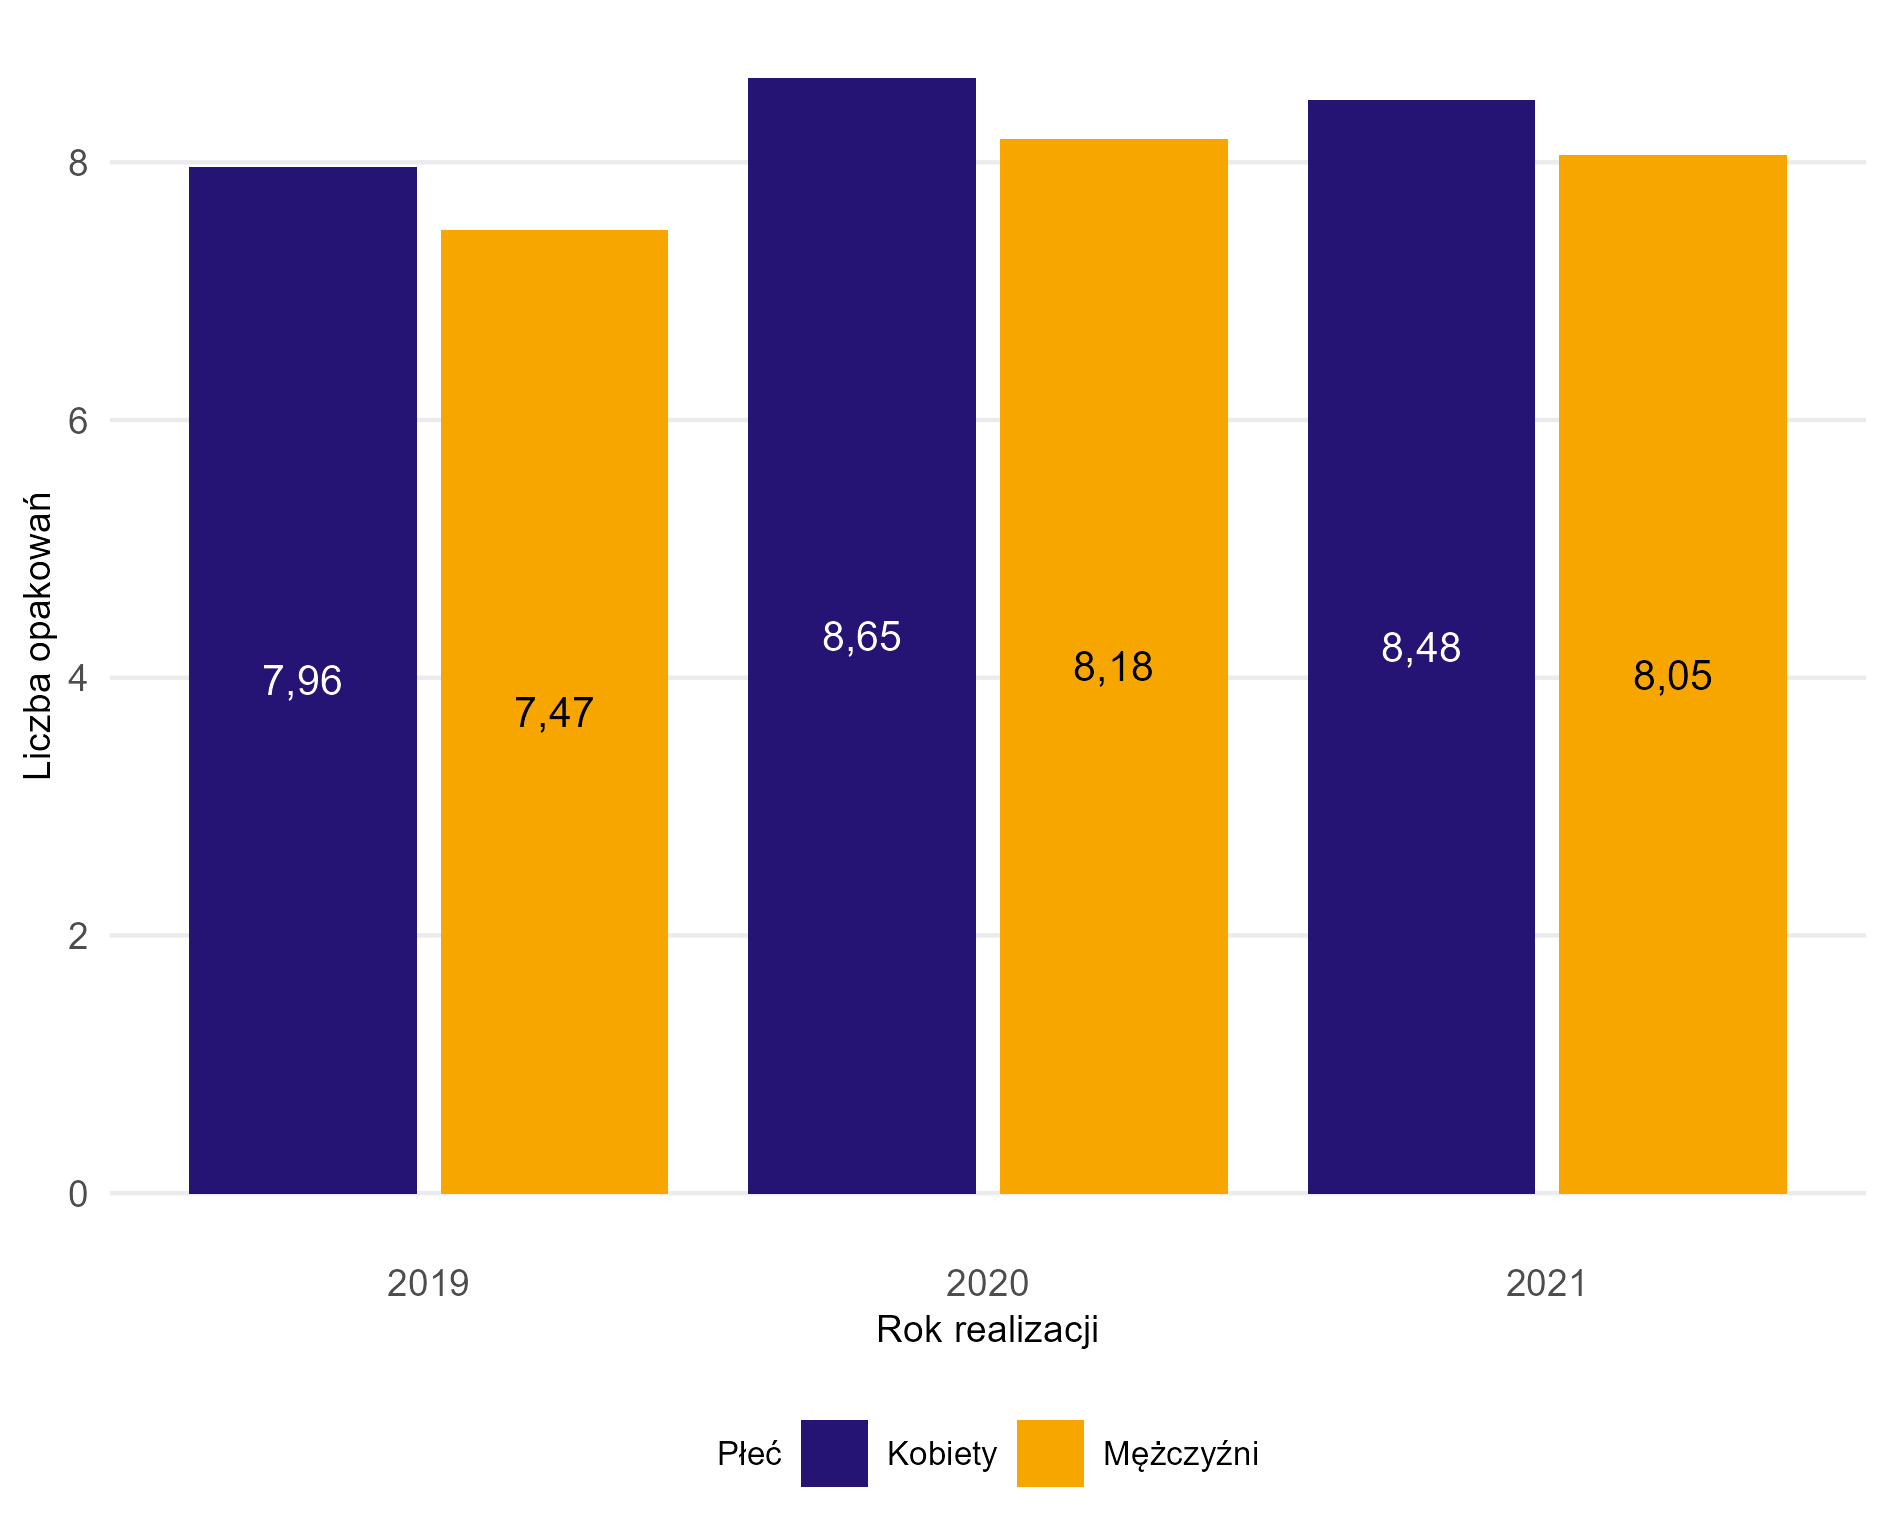 8
6
4
2
0
Liczba opakowań
7,96
7,47
8,65
8,18
8,48
8,05
2019
2020
2021
Rok realizacji
Płeć
Kobiety
Mężczyźni